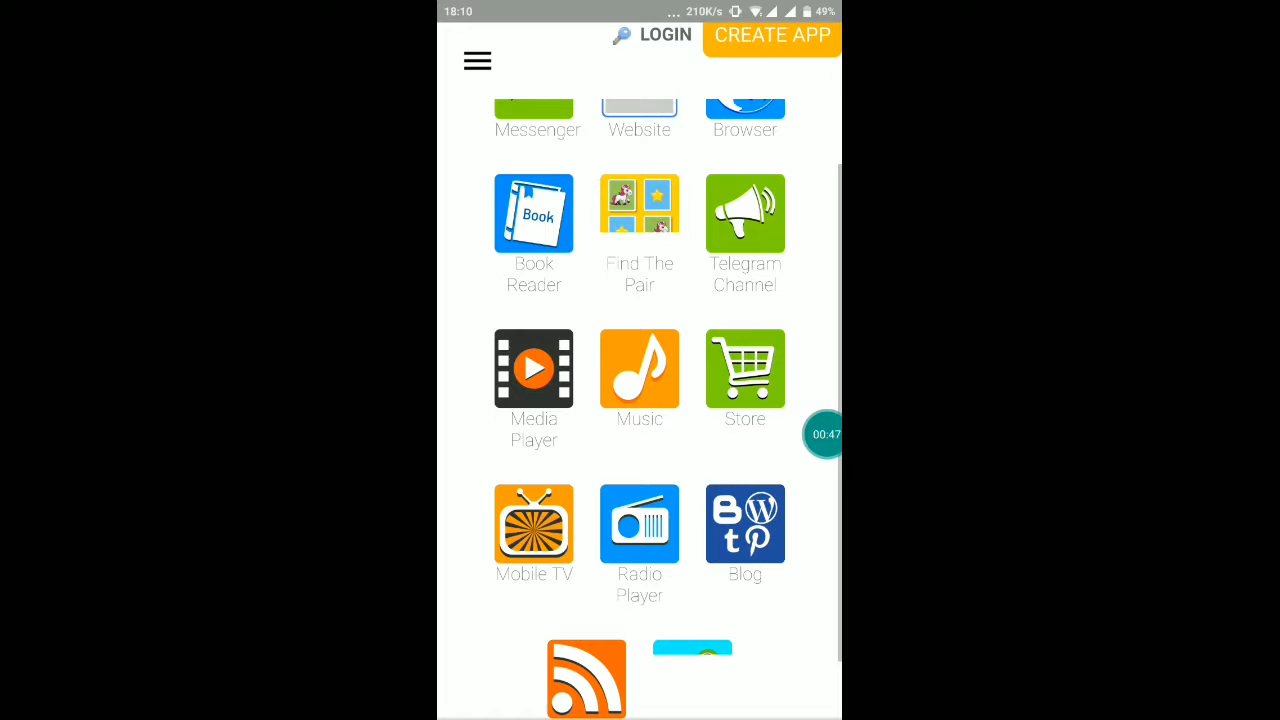 18:10
... 210K/s
49%
LOGIN
CREATE APP
Messenger
Website
Browser
Book
Book
Reader
Find The
Pair
Telegram
Channel
Media
Player
Music
Store
00:47
Mobile TV
Radio
Player
B W
t P
Blog